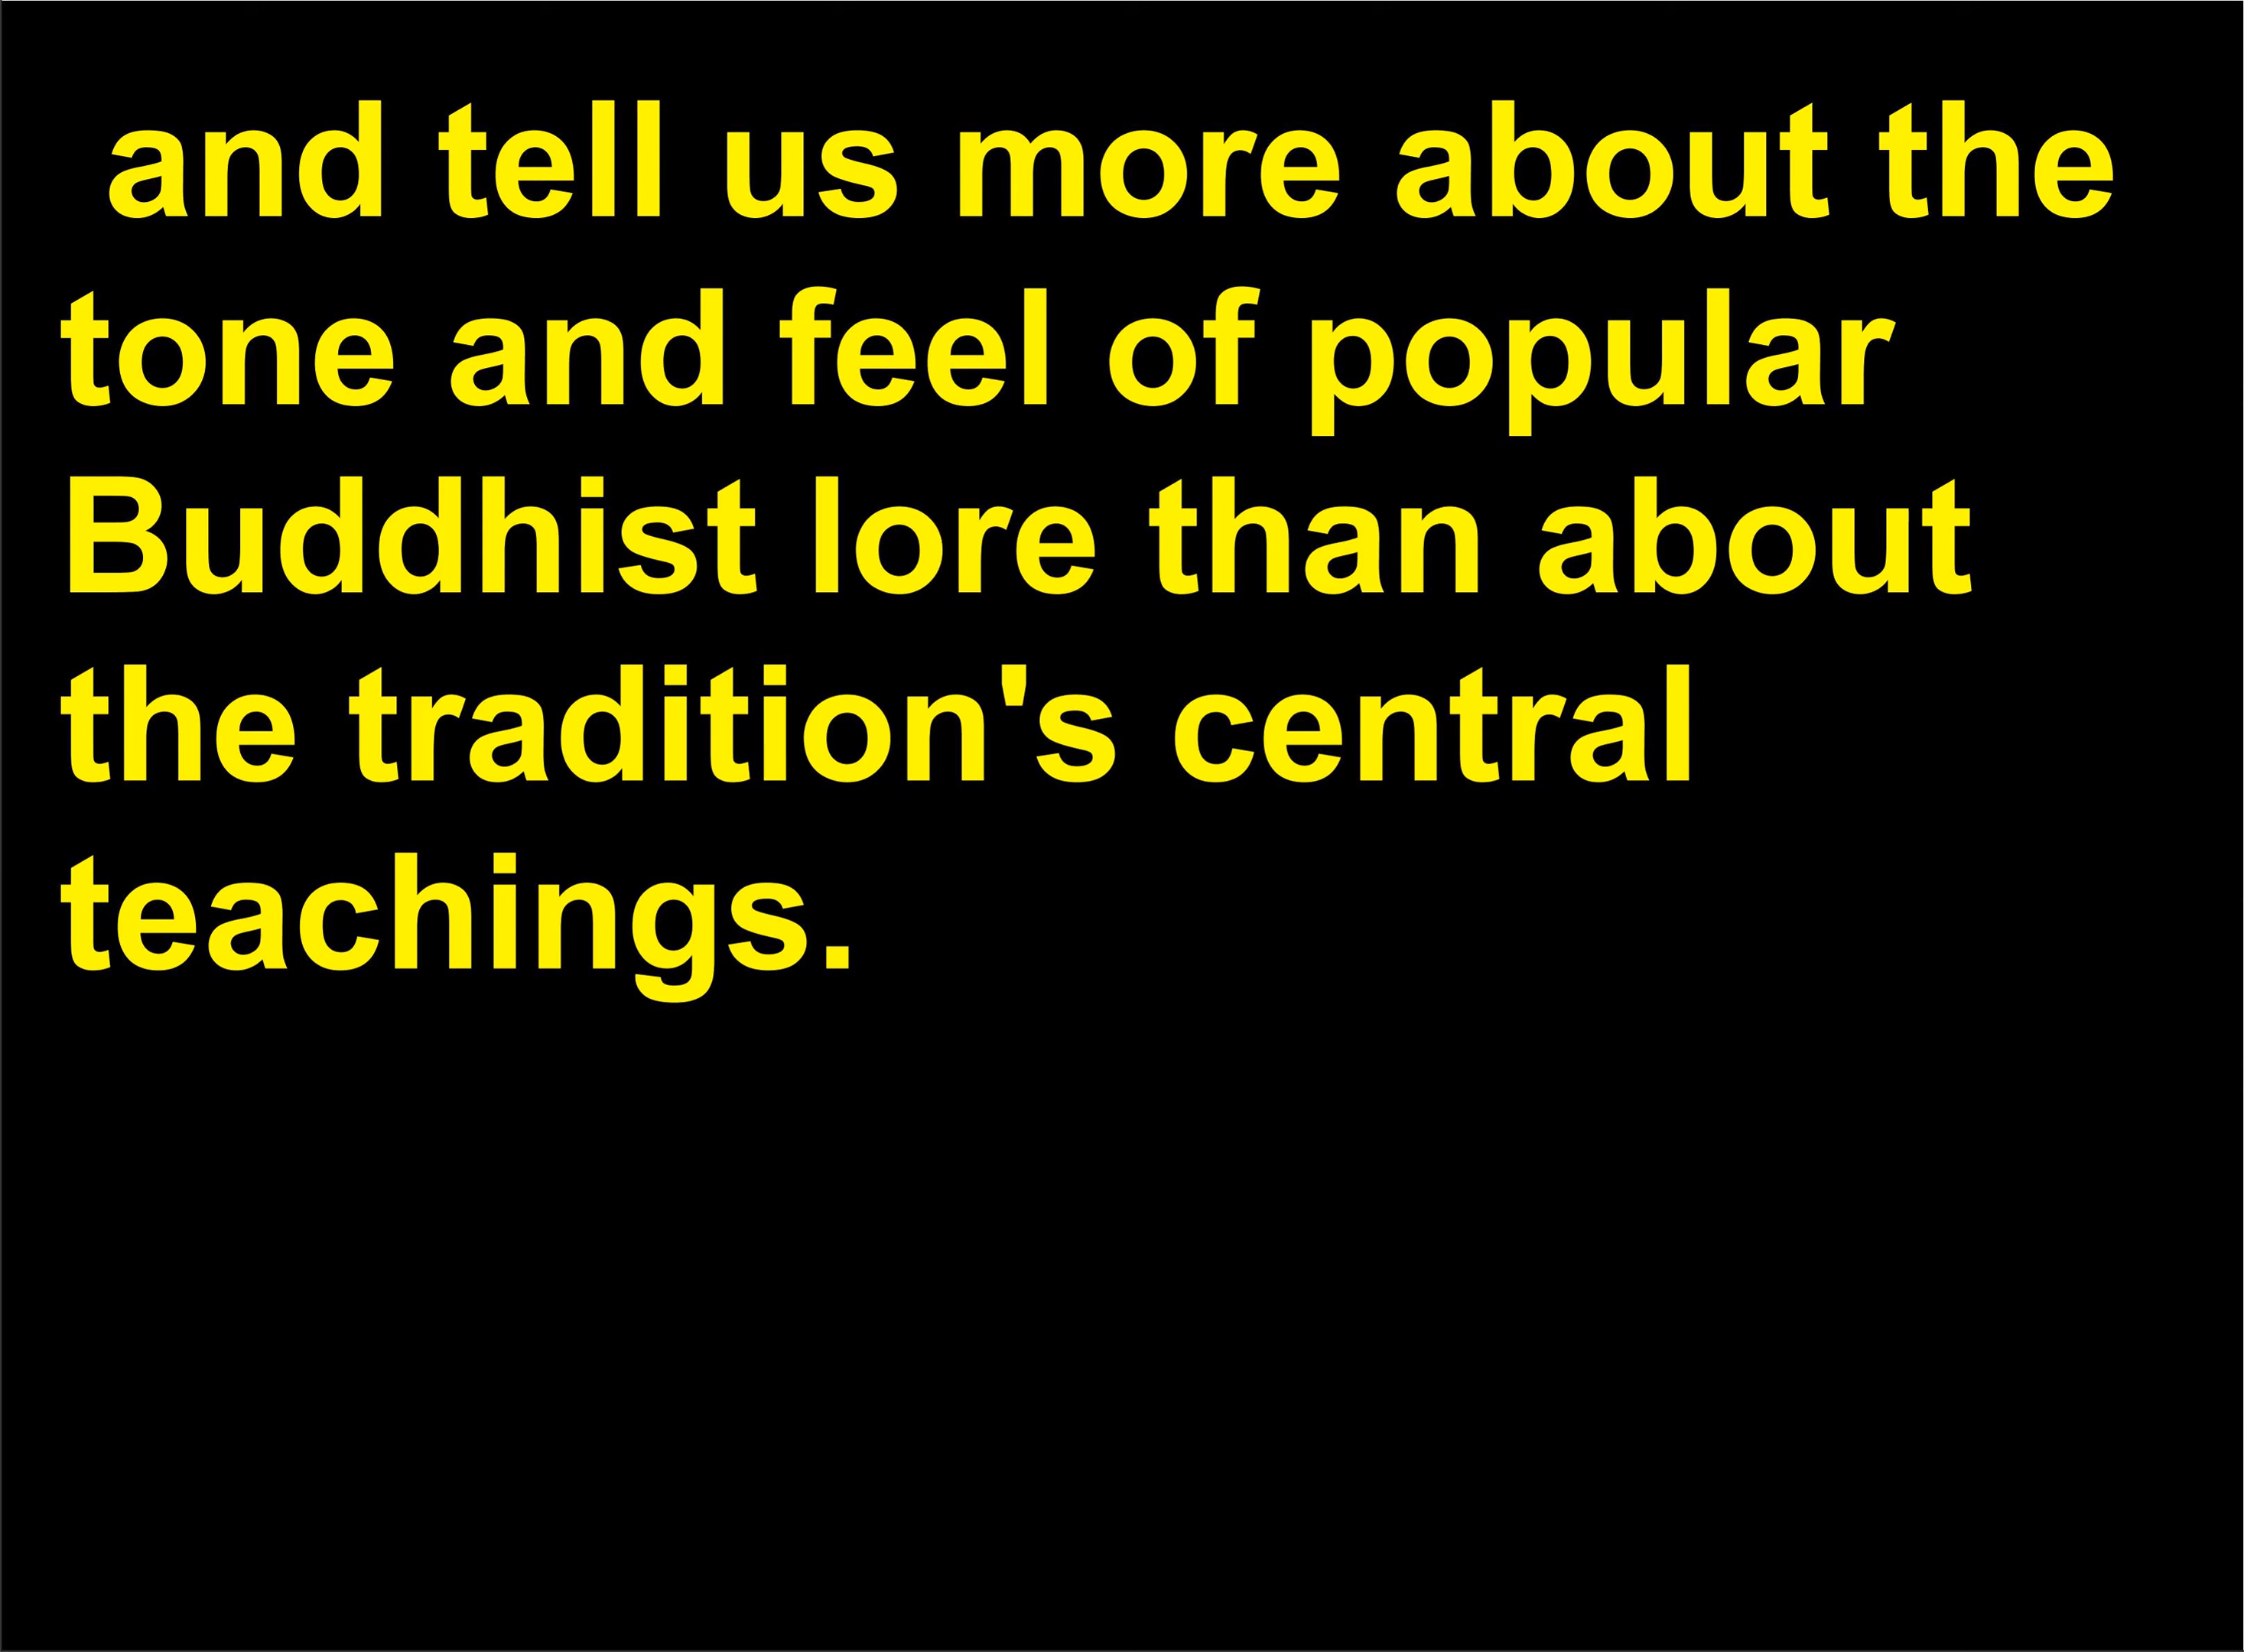 and tell us more about the
tone and feel of popular
Buddhist lore than about
the tradition's central
teachings.